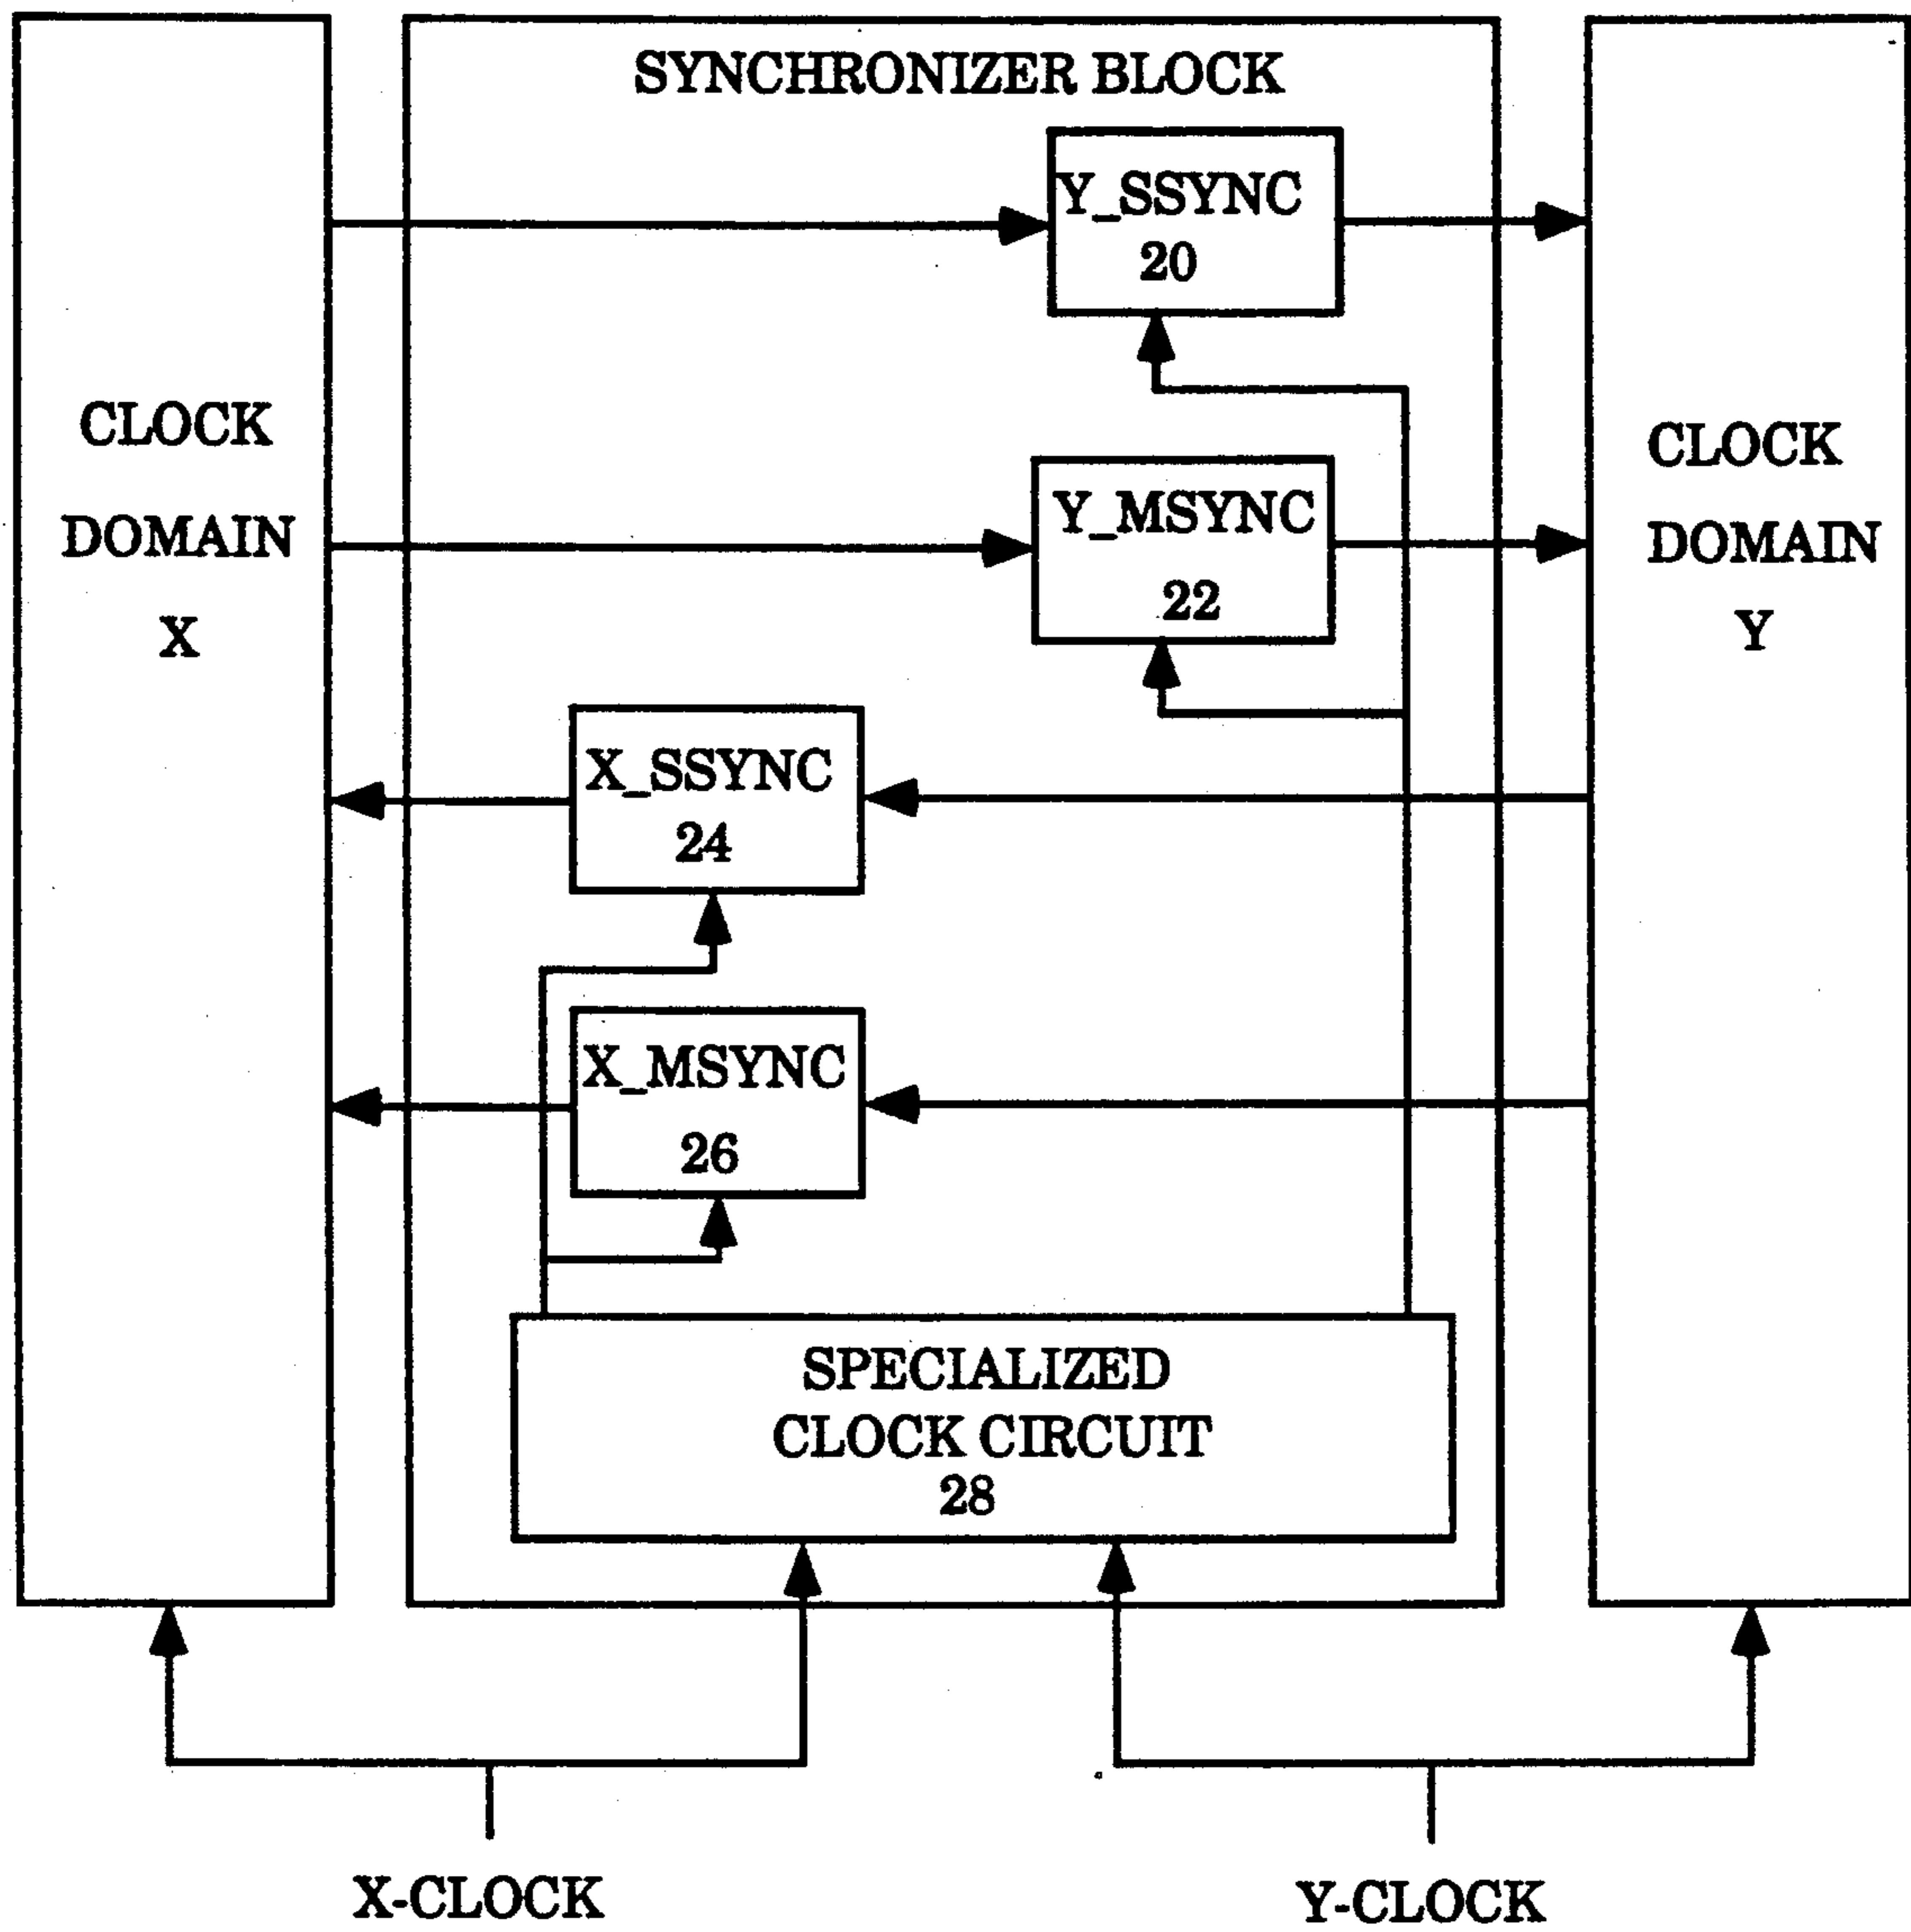 SYNCHRONIZER BLOCK
Y_SSYNC
20
CLOCK
DOMAIN
X
Y_MSYNC
22
CLOCK
DOMAIN
Y
X_SSYNC
24
X_MSYNC
26
SPECIALIZED
CLOCK CIRCUIT
28
X-CLOCK
Y-CLOCK